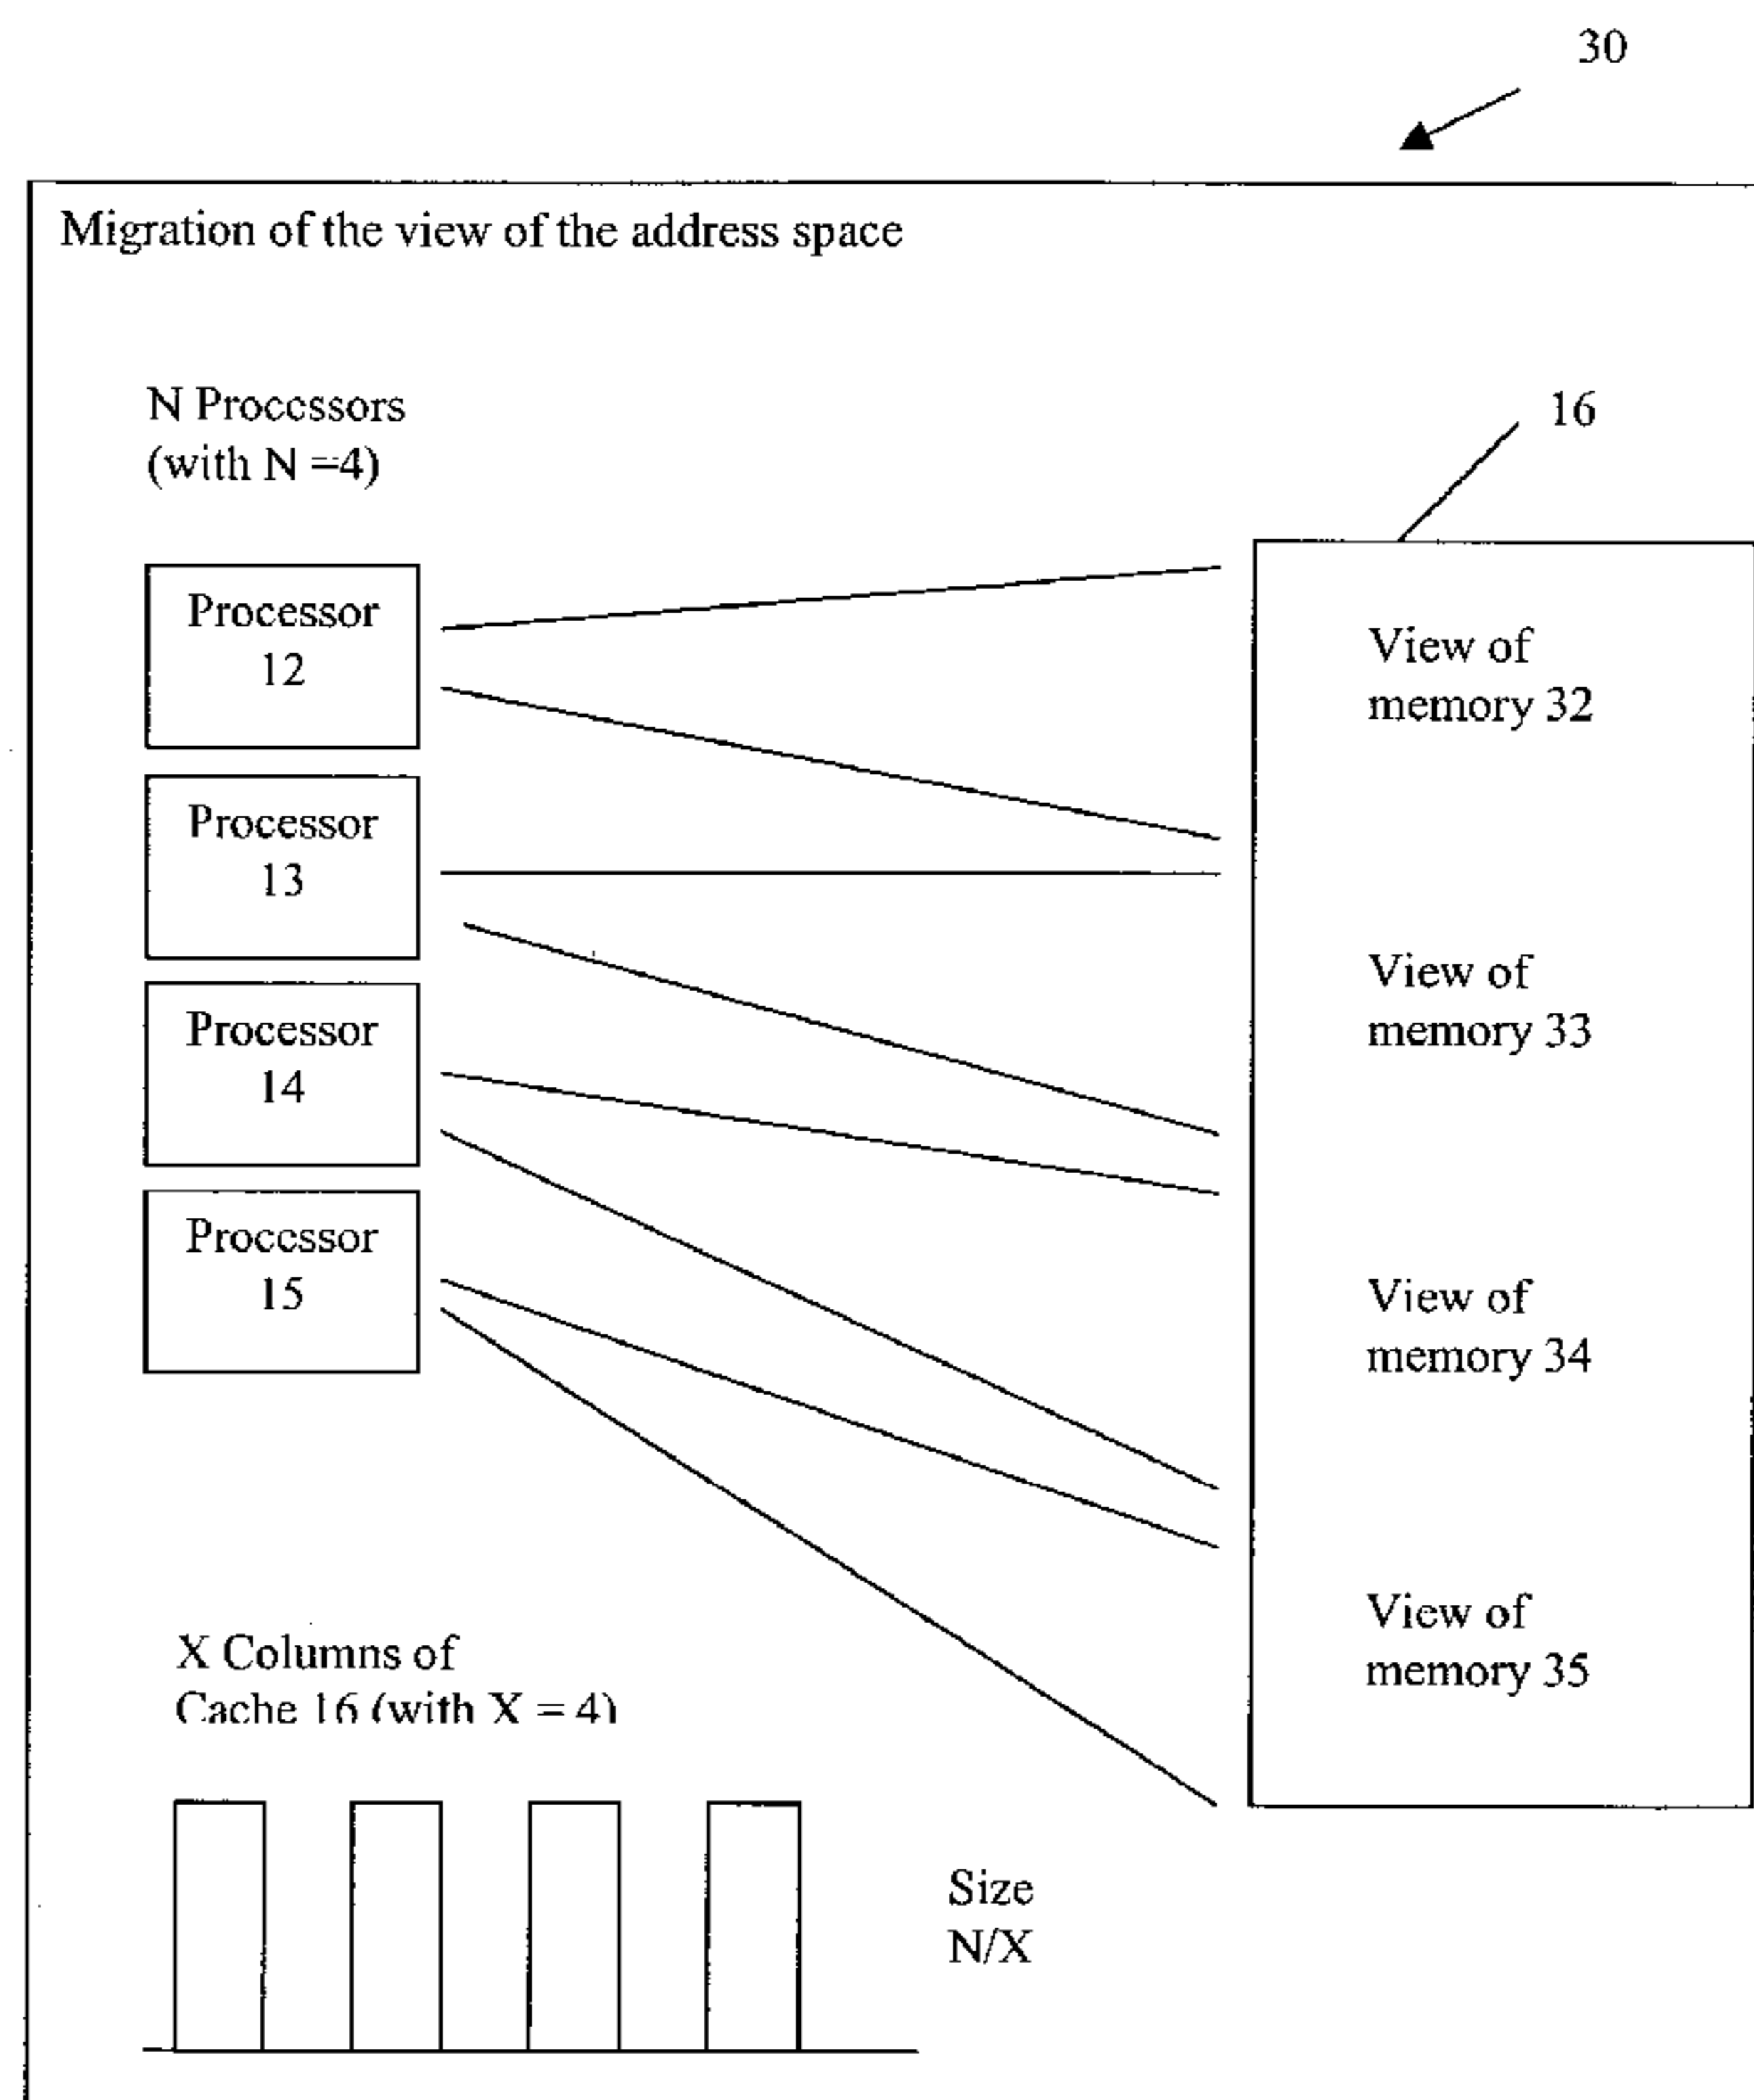 30
Migration of the view of the address space
N Processors
(with N =4)
16
Processor
12
View of
memory 32
Processor
13
View of
memory 33
Processor
14
Processor
15
View of
memory 34
X Columns of
Cache 16 (with X = 4)
View of
memory 35
Size
N/X